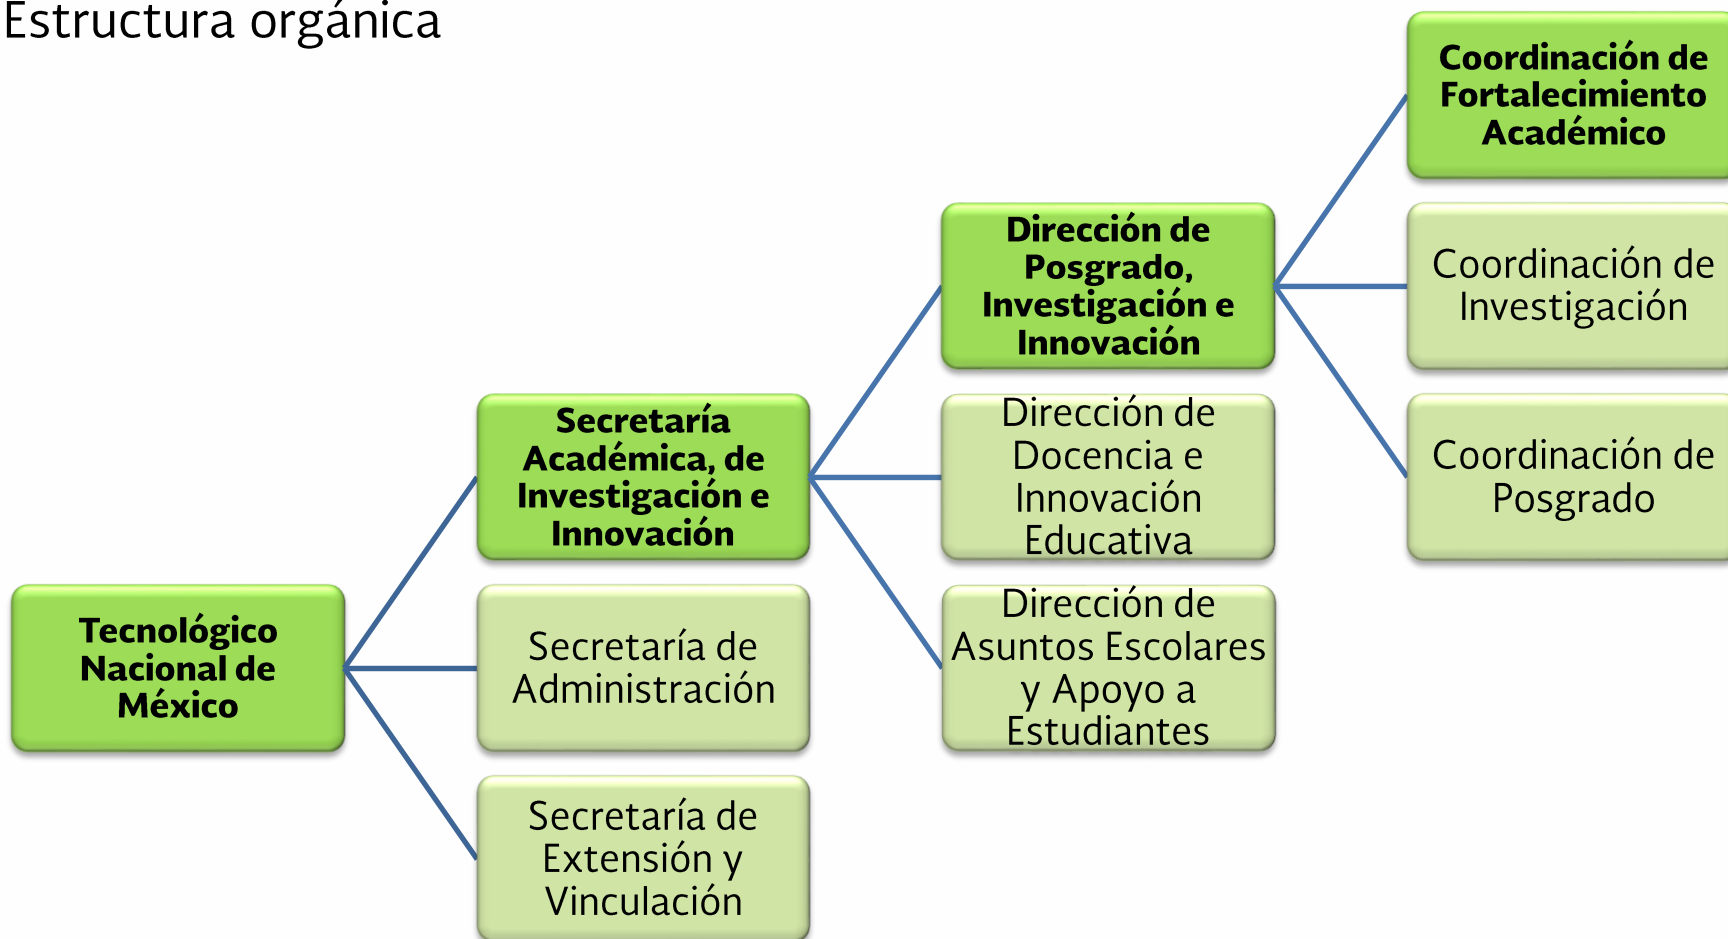 Estructura orgánica
Tecnológico
Nacional de
México
Secretaría
Académica, de
Investigación e
Innovación
Secretaría de
Administración
Secretaría de
Extensión y
Vinculación
Dirección de
Posgrado,
Investigación e
Innovación
Dirección de
Docencia e
Innovación
Educativa
Dirección de
Asuntos Escolares
y Apoyo a
Estudiantes
Coordinación de
Fortalecimiento
Académico
Coordinación de
Investigación
Coordinación de
Posgrado